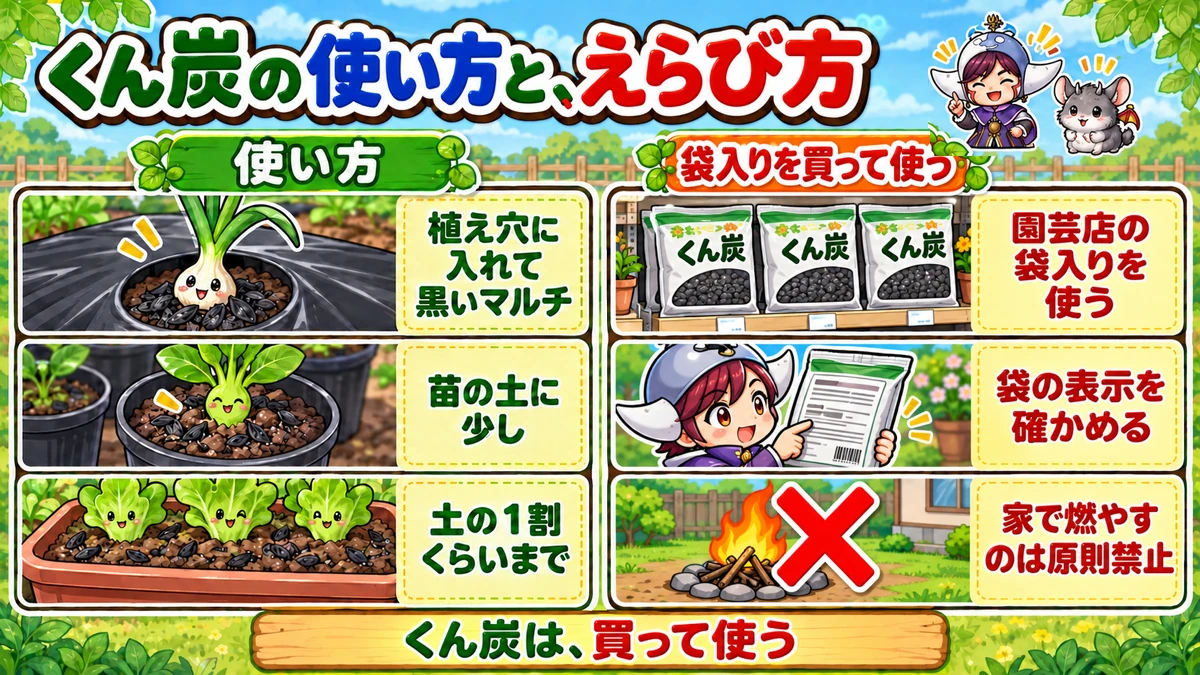 くん炭の使い方と、えらび方
使い方
植え穴に
入れて
黒いマルチ
苗の土に
少し
土の1割
くらいまで
袋入りを買って使っ
くん炭
くん炭
くん炭
園芸店の
袋入りを
使う
袋の表示を
確かめる
家で燃やす
のは原則禁止
くん炭は、買って使う